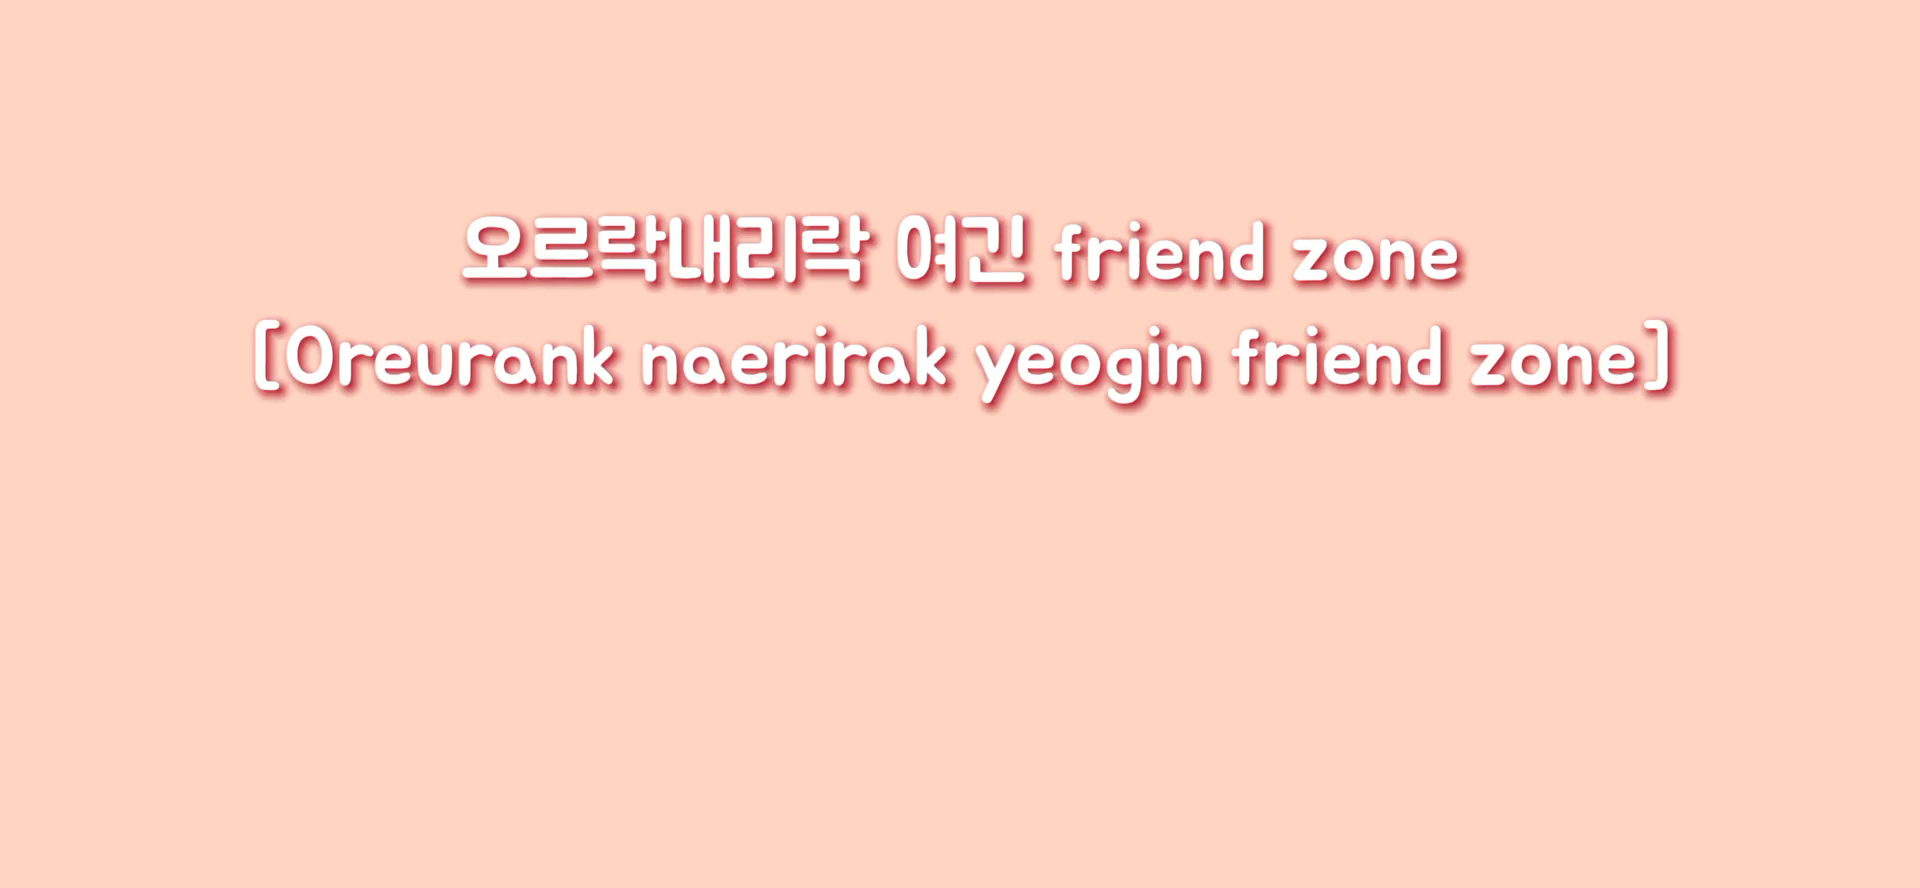 오르락내리락 여긴 friend zone
[Oreurank naerirak yeogin friend zone]